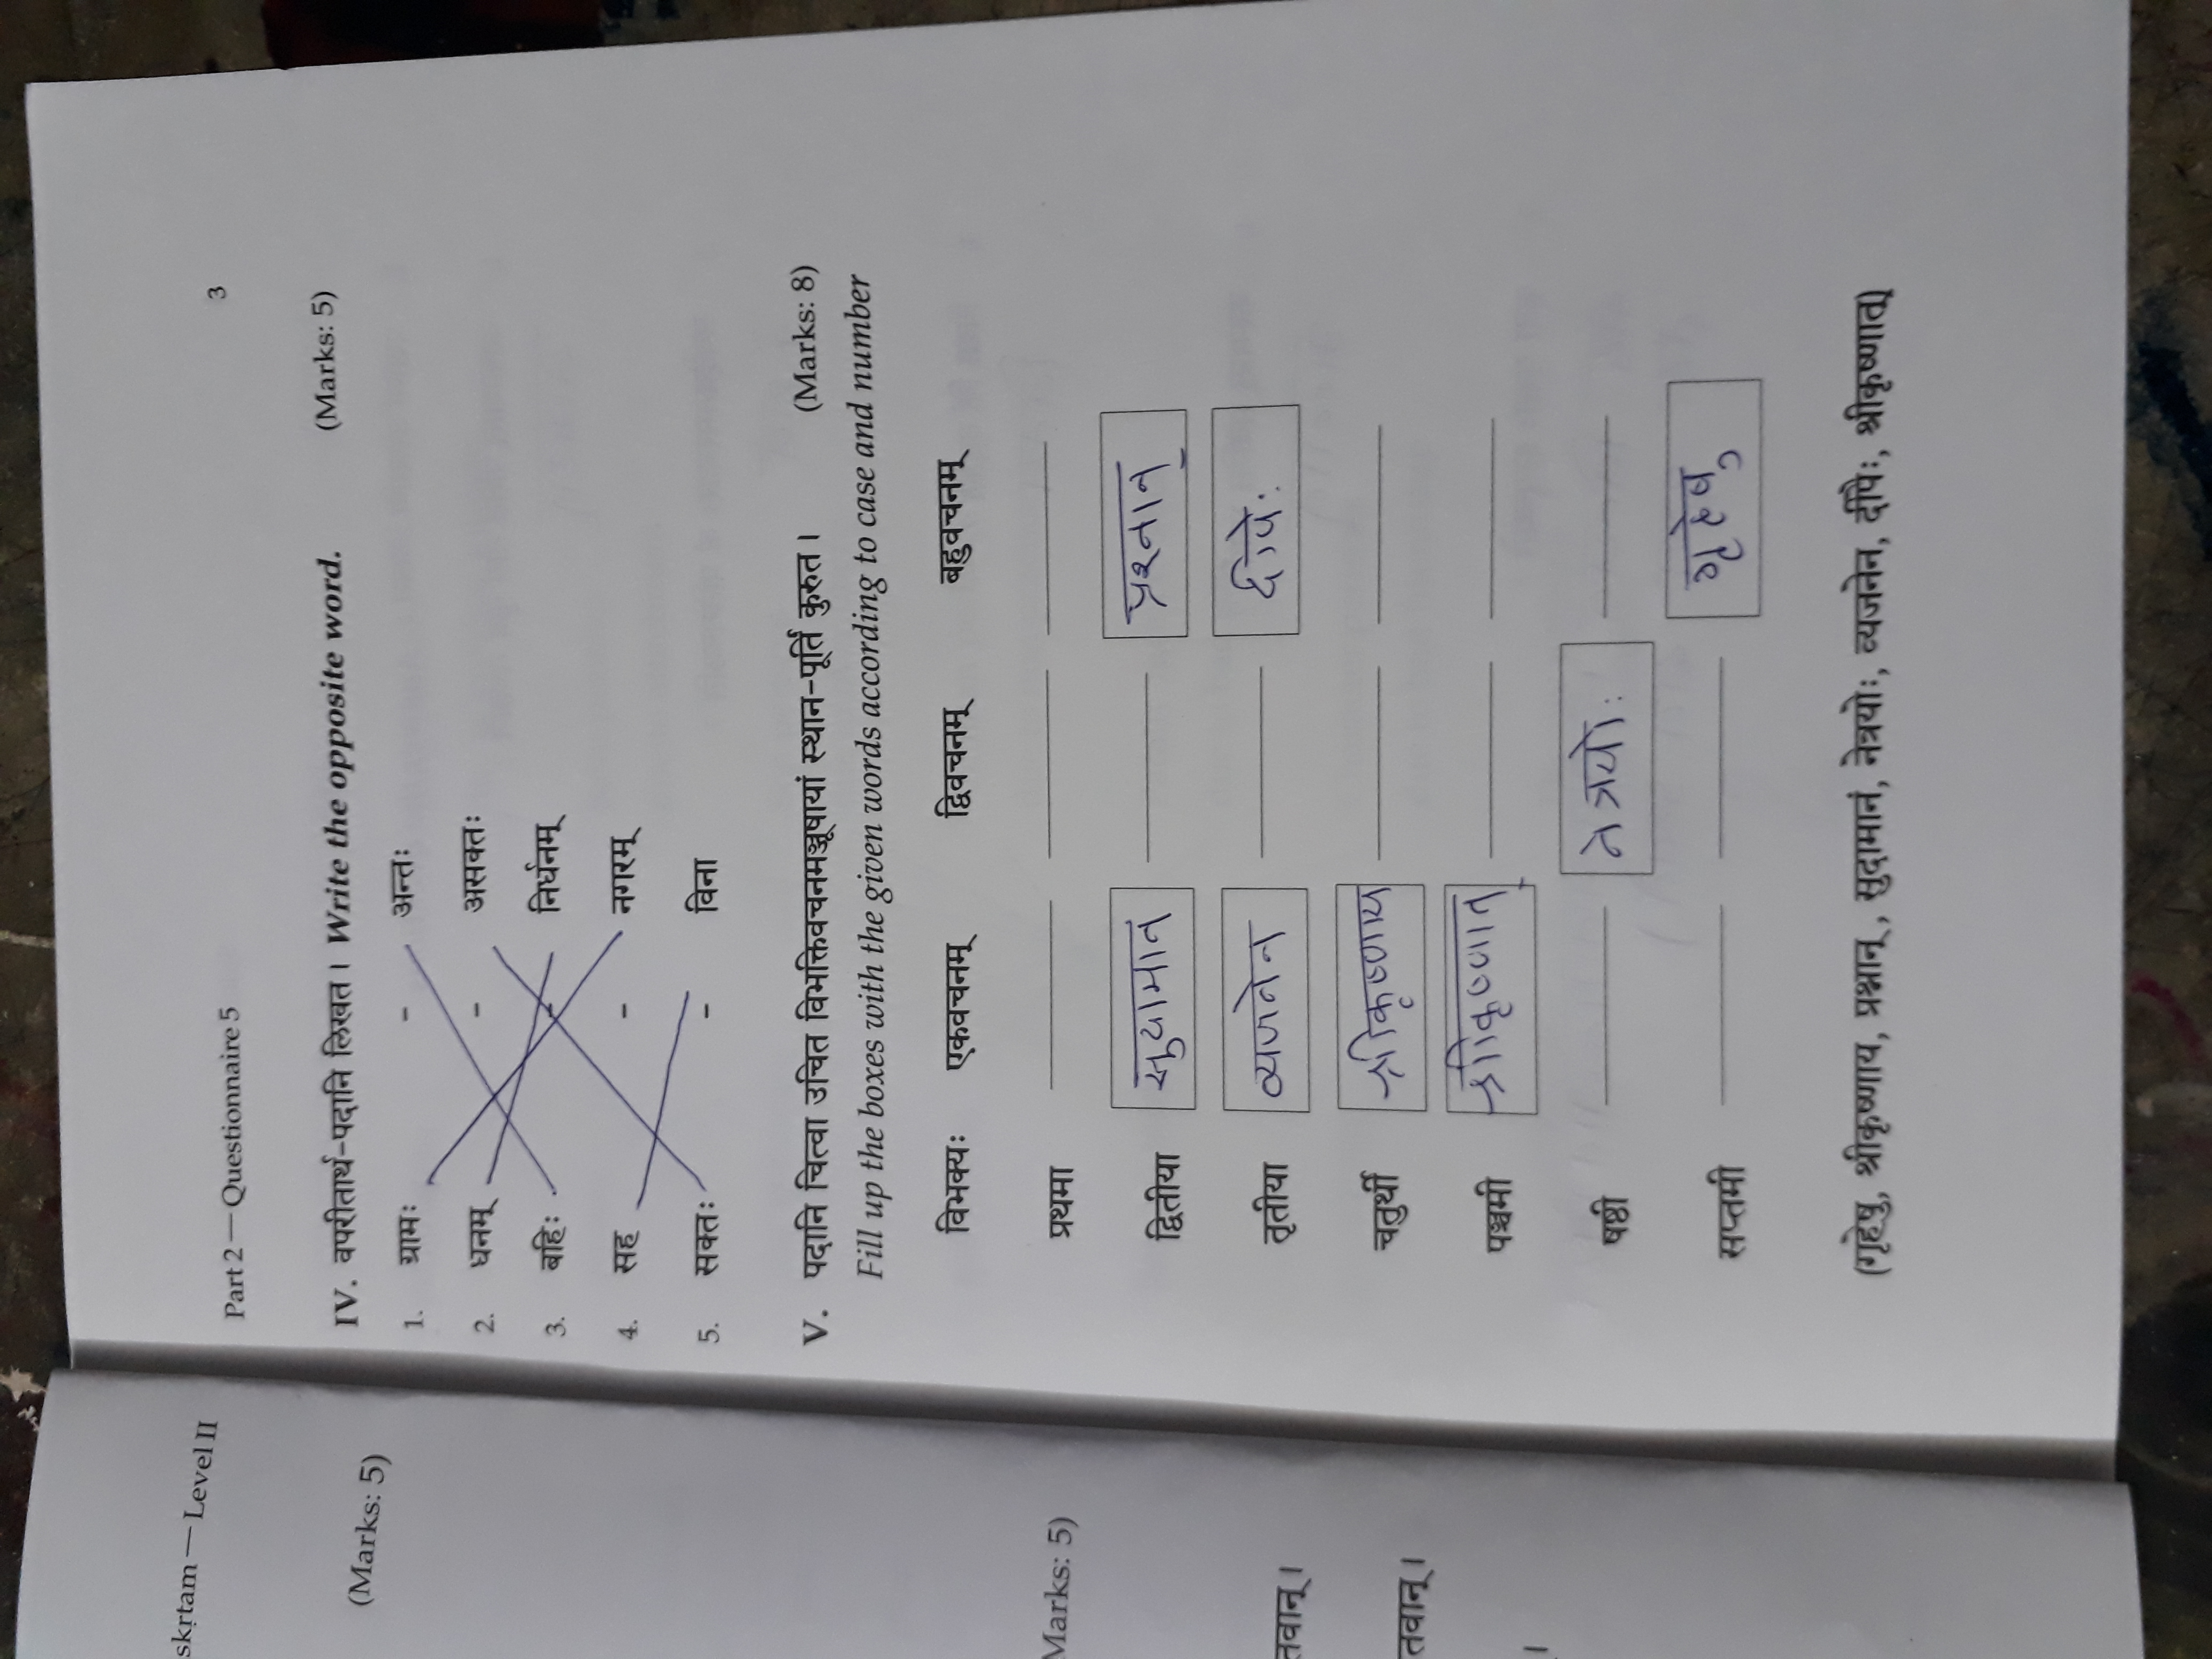 skṛtam — Level II
(Marks: 5)
Marks: 5)
तवान्।
तवान्।
।
Part 2 — Questionnaire 5 3
IV. वपरीतार्थ-पदानि लिखत। Write the opposite word. (Marks: 5)
1. ग्रामः - अन्तः
2. धनम् - असक्तः
3. बहिः - निर्धनम्
4. सह - नगरम्
5. सक्तः - विना
V. पदानि चित्वा उचित विभक्तिवचनमञ्जूषायां स्थान-पूर्तिं कुरुत। (Marks: 8)
Fill up the boxes with the given words according to case and number
विभक्यः एकवचनम् द्विवचनम् बहुवचनम्
प्रथमा
द्वितीया सुदामान प्रश्नान्
तृतीया व्यजनेन दीपे:
चतुर्थी श्रीकृष्णाय
पञ्चमी श्रीकृष्णात्
षष्ठी नेत्रयो:
सप्तमी गृहेषु
(गृहेषु, श्रीकृष्णाय, प्रश्नान्, सुदामानं, नेत्रयोः, व्यजनेन, दीपैः, श्रीकृष्णात्)